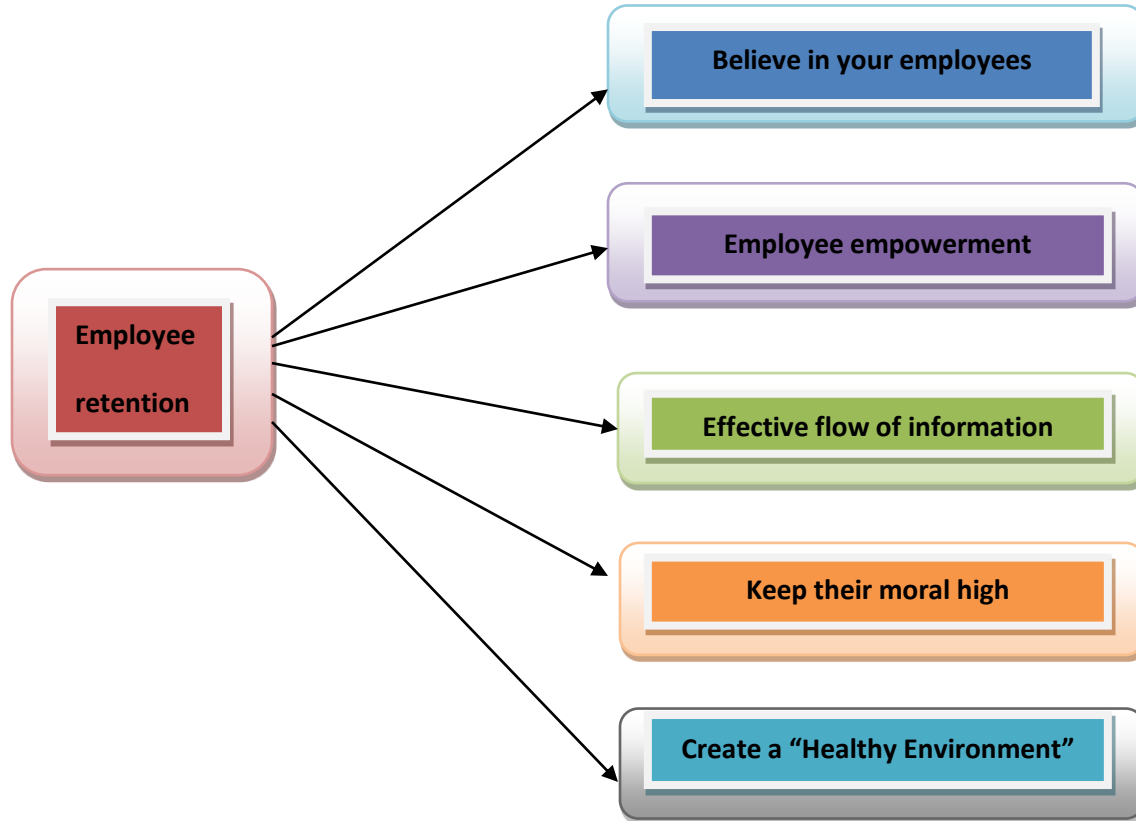 Believe in your employees
Employee empowerment
Employee
retention
Effective flow of information
Keep their moral high
Create a “Healthy Environment”